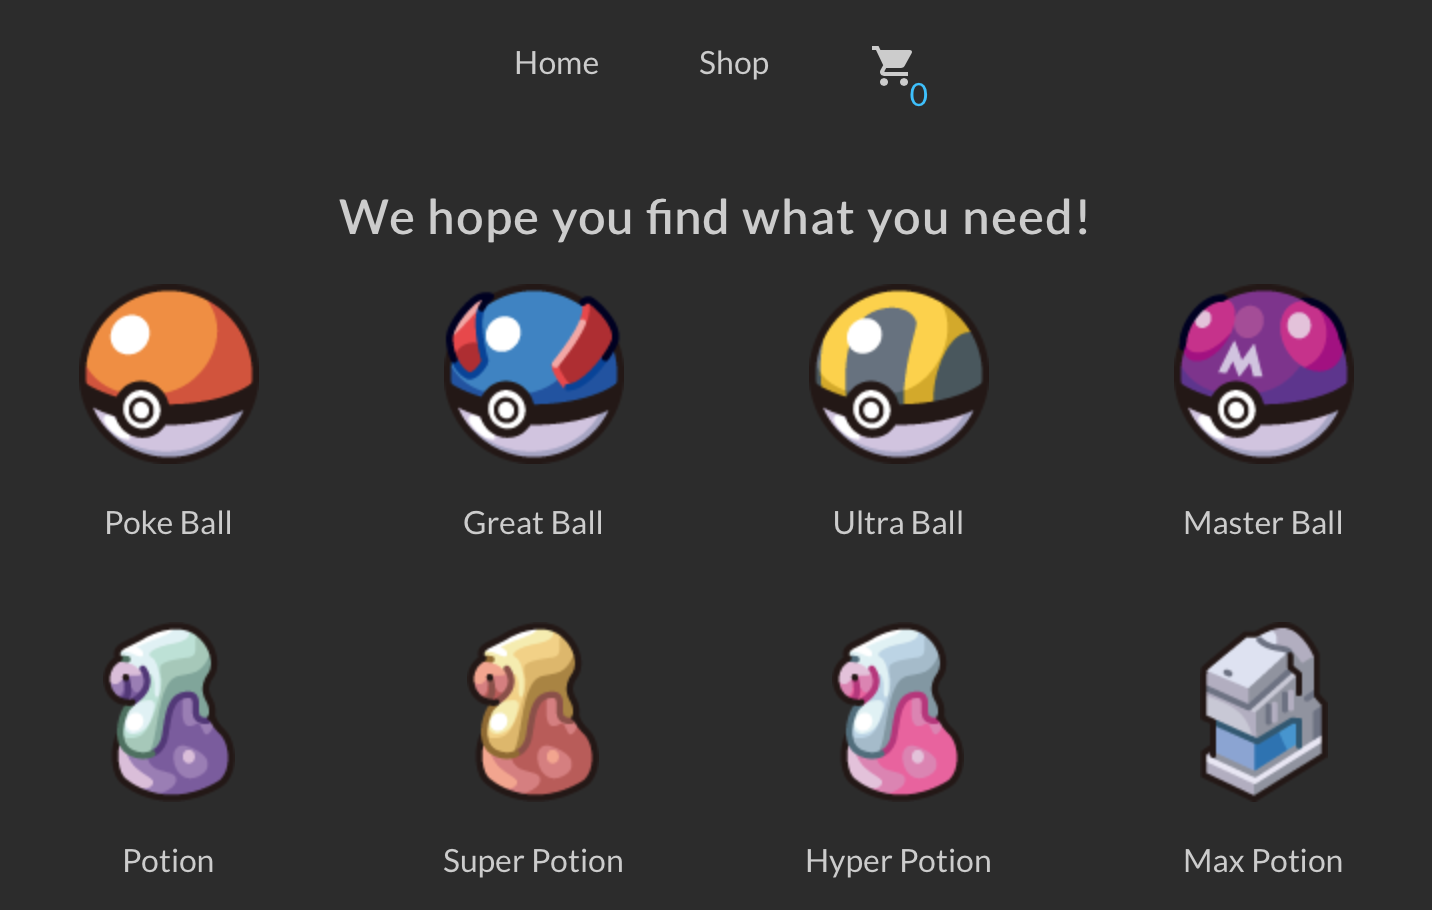 Home Shop
0
We hope you find what you need!
M
Poke Ball Great Ball Ultra Ball Master Ball
Potion Super Potion Hyper Potion Max Potion